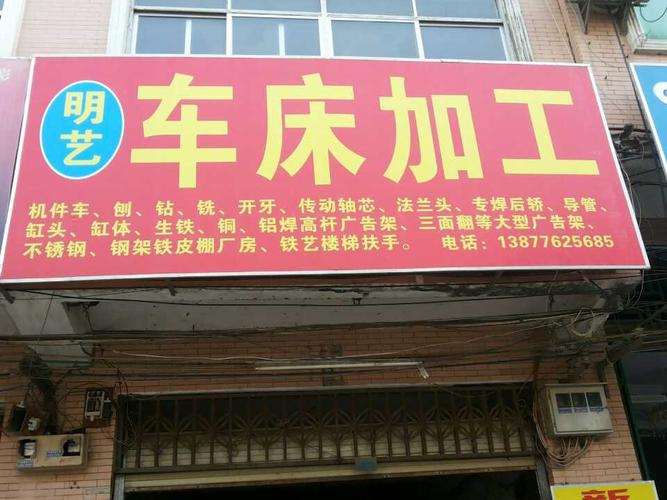 明艺
车床加工
机件车、刨、钻、铣、开牙、传动轴芯、法兰头、专焊后轿、导管、
缸头、缸体、生铁、铜、铝焊高杆广告架、三面翻等大型广告架、
不锈钢、钢架铁皮棚厂房、铁艺楼梯扶手。 电话：13877625685